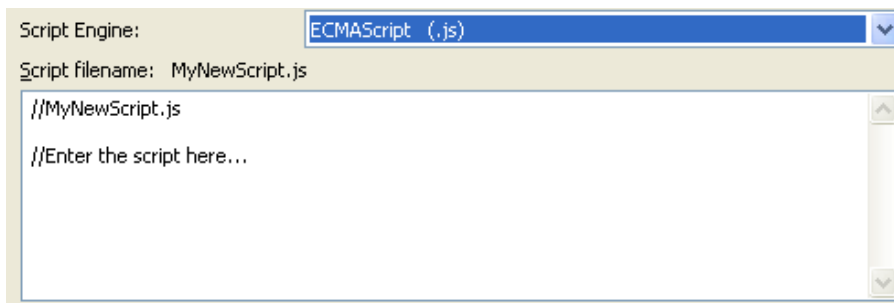 Script Engine: ECMAScript (.js)
Script filename: MyNewScript.js
//MyNewScript.js
//Enter the script here...